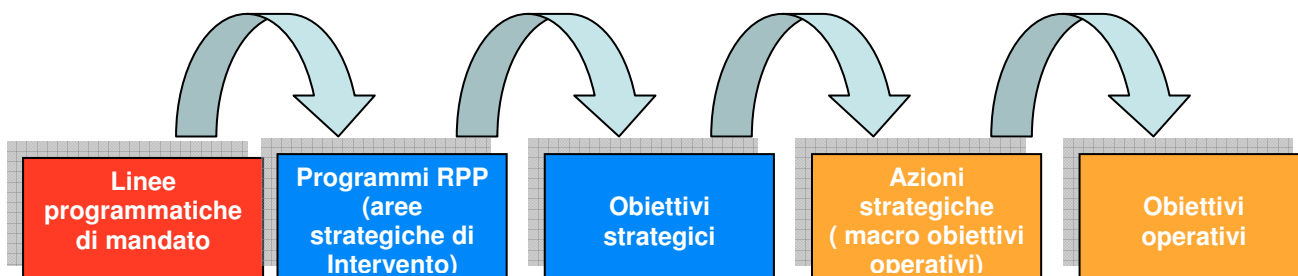 Linee
programmatiche
di mandato
Programmi RPP
(aree
strategiche di
Intervento)
Obiettivi
strategici
Azioni
strategiche
( macro obiettivi
operativi)
Obiettivi
operativi